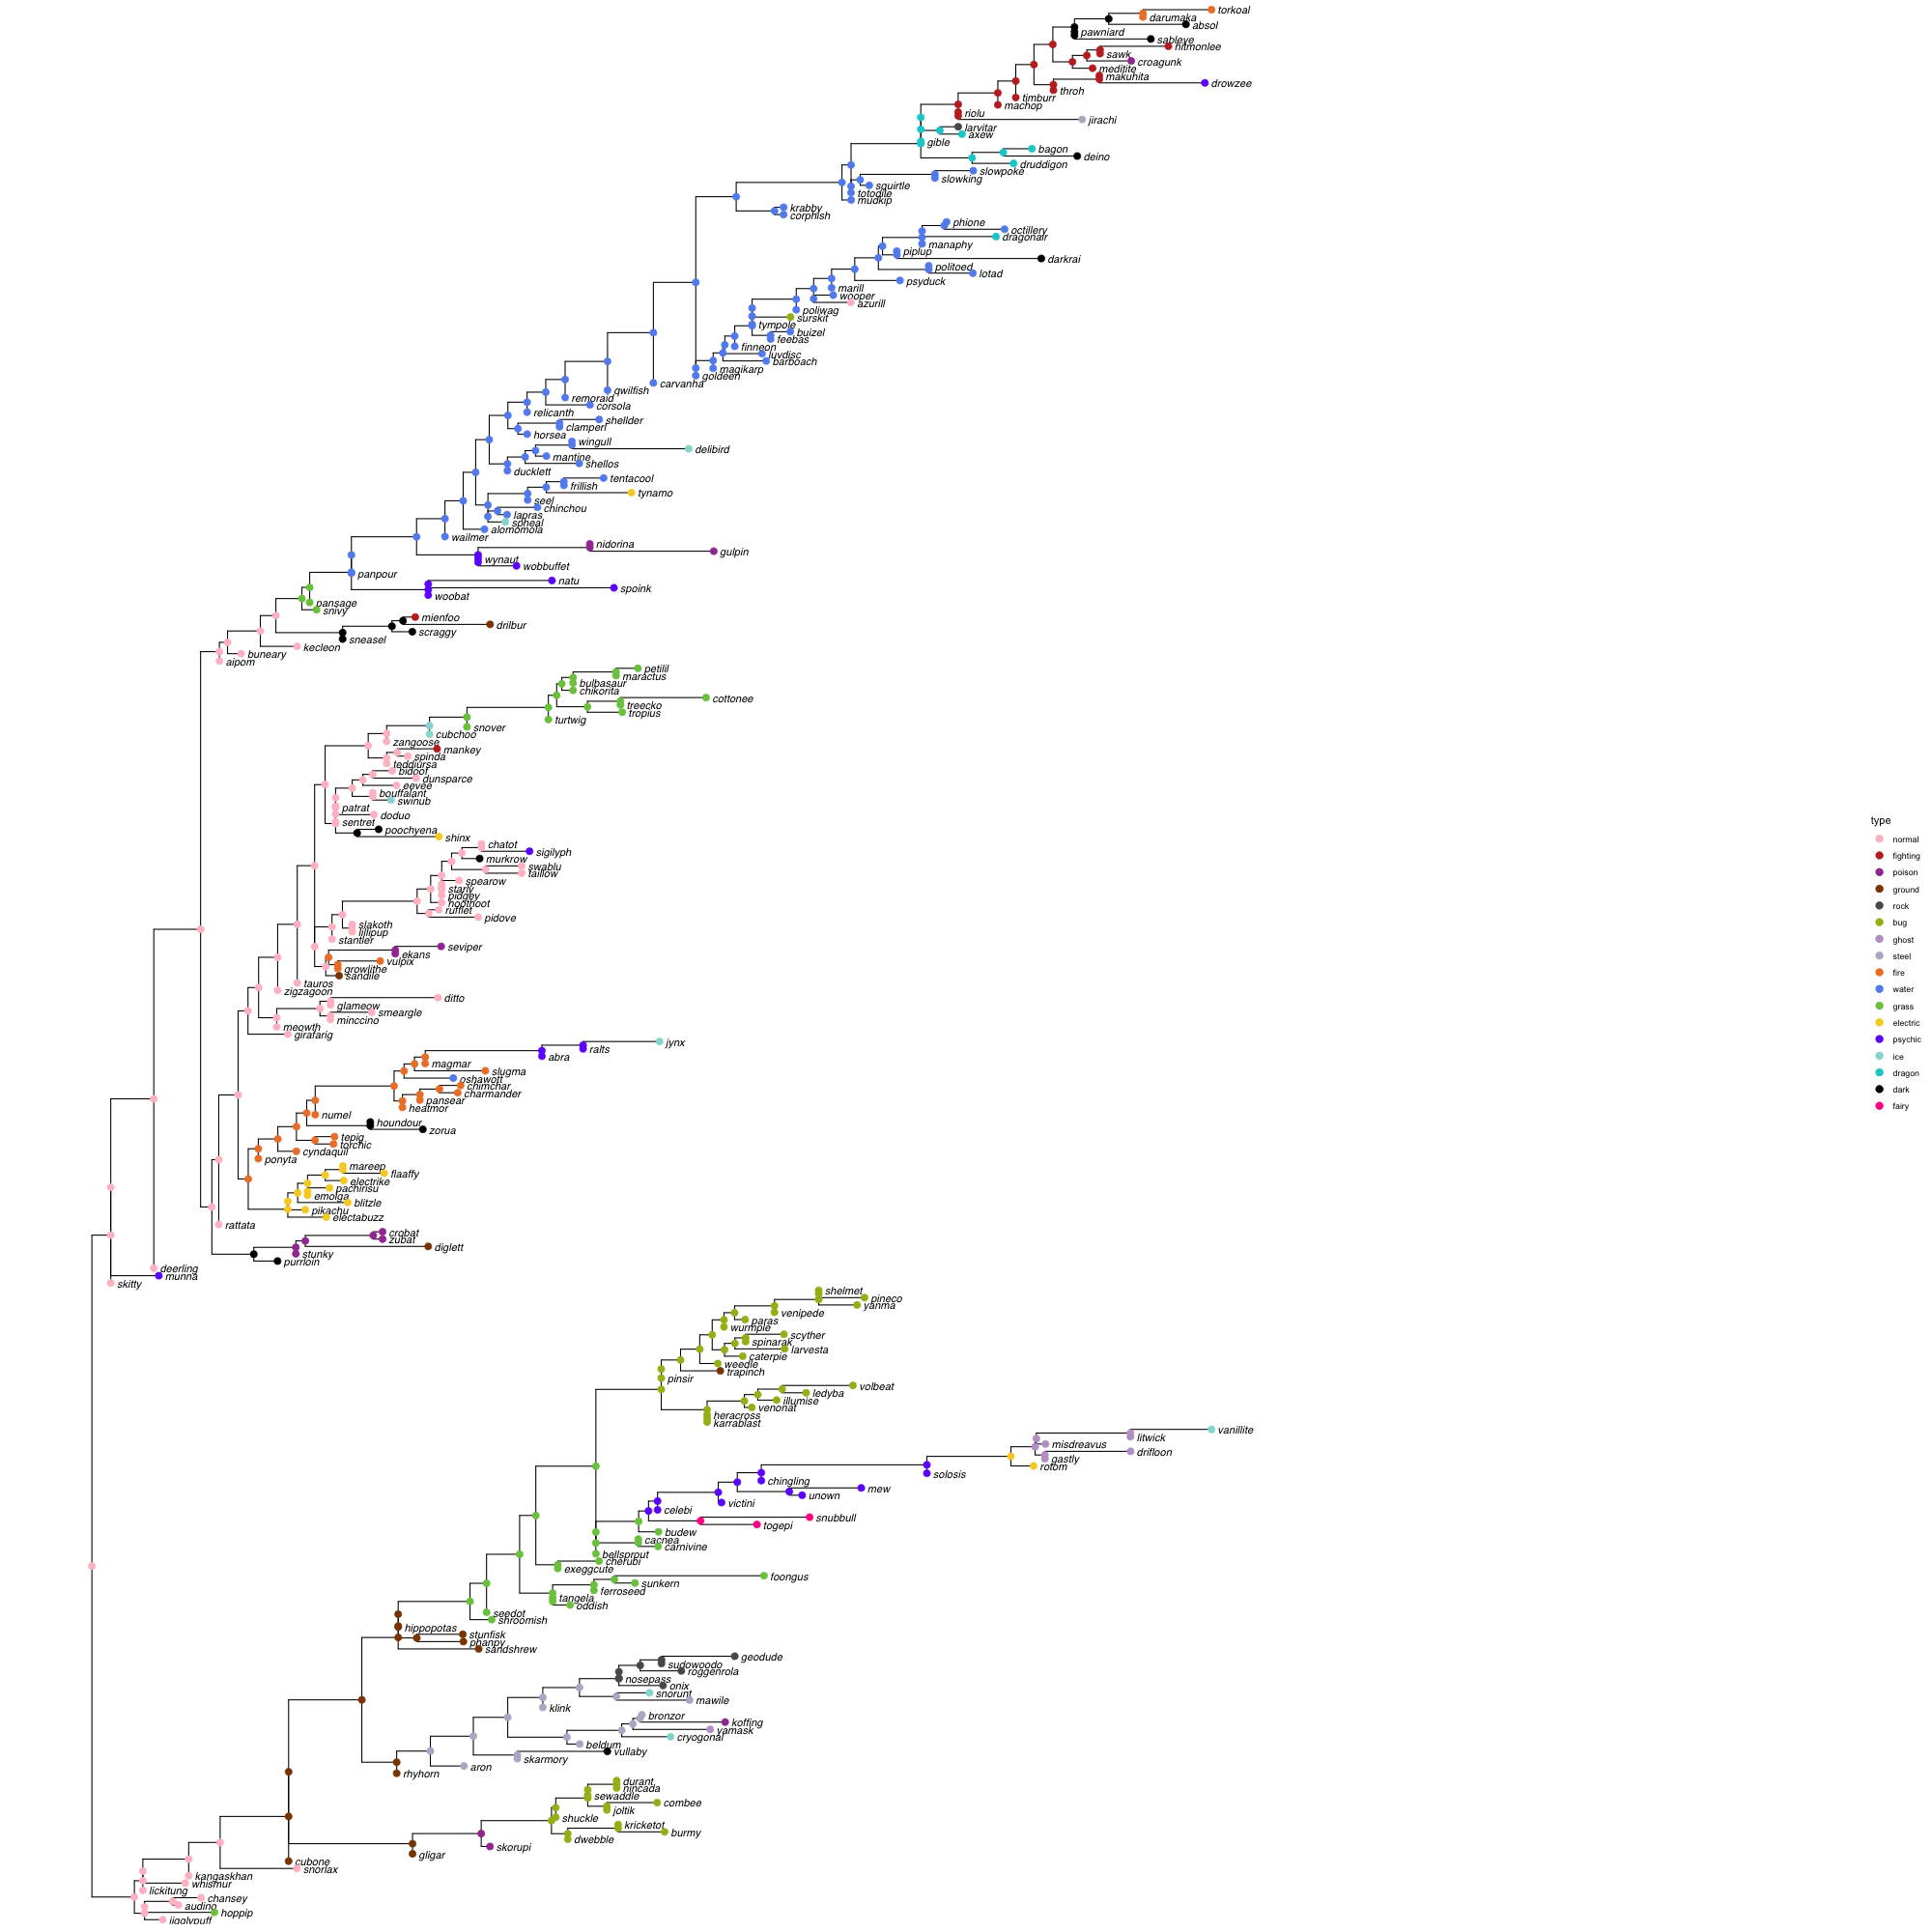 torkoal
darumaka
absol
pawniard
sableye
hitmonlee
sawk
croagunk
meditite
makuhita
drowzee
throh
timburr
machop
riolu
jirachi
larvitar
axew
gible
bagon
deino
druddigon
slowpoke
slowking
squirtle
totodile
mudkip
krabby
corphish
phione
octillery
dragonair
manaphy
piplup
darkrai
politoed
lotad
psyduck
marill
wooper
azurill
poliwag
surskit
tympole
buizel
feebas
finneon
luvdisc
barboach
magikarp
goldeen
carvanha
qwilfish
remoraid
corsola
relicanth
shellder
clamperl
horsea
wingull
delibird
mantine
shellos
ducklett
tentacool
frillish
tynamo
seel
chinchou
lapras
spheal
alomomola
wailmer
nidorina
gulpin
wynaut
wobbuffet
panpour
natu
spoink
woobat
pansage
snivy
mienfoo
drilbur
scraggy
sneasel
kecleon
buneary
aipom
petilil
maractus
bulbasaur
chikorita
cottonee
treecko
tropius
turtwig
snover
cubchoo
zangoose
mankey
spinda
teddiursa
bidoof
dunsparce
eevee
bouffalant
swinub
patrat
doduo
sentret
poochyena
shinx
chatot
sigilyph
murkrow
swablu
taillow
spearow
starly
pidgey
hoothoot
rufflet
pidove
slakoth
lillipup
stantler
seviper
ekans
vulpix
growlithe
sandile
tauros
zigzagoon
ditto
glameow
smeargle
minccino
meowth
girafarig
jynx
ralts
abra
magmar
slugma
oshawott
chimchar
charmander
pansear
heatmor
numel
houndour
zorua
tepig
torchic
cyndaquil
ponyta
mareep
flaaffy
electrike
pachirisu
emolga
blitzle
pikachu
electabuzz
rattata
crobat
zubat
diglett
stunky
purrloin
deerling
munna
skitty
shelmet
pineco
yanma
venipede
paras
wurmple
scyther
spinarak
larvesta
caterpie
weedle
trapinch
pinsir
volbeat
ledyba
illumise
venonat
heracross
karrablast
vanillite
litwick
misdreavus
drifloon
gastly
rotom
solosis
chingling
mew
unown
victini
celebi
snubbull
togepi
budew
cacnea
carnivine
bellsprout
cherubi
exeggcute
foongus
sunkern
ferroseed
tangela
oddish
seedot
shroomish
hippopotas
stunfisk
phanpy
sandshrew
geodude
sudowoodo
roggenrola
nosepass
onix
snorunt
mawile
klink
bronzor
koffing
yamask
cryogonal
beldum
vullaby
skarmory
aron
rhyhorn
durant
nincada
sewaddle
combee
joltik
shuckle
kricketot
burmy
dwebble
skorupi
gligar
cubone
snorlax
kangaskhan
whismur
lickitung
chansey
audino
hoppip
jigglypuff
type
normal
fighting
poison
ground
rock
bug
ghost
steel
fire
water
grass
electric
psychic
ice
dragon
dark
fairy